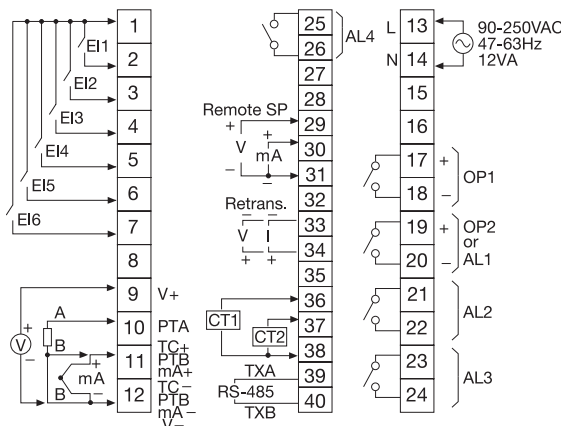 1
2
3
4
5
6
7
8
9
10
11
12
EI1
EI2
EI3
EI4
EI5
EI6
V+
PTA
TC+
PTB
mA+
TC−
PTB
mA−
V−
+
V
−
A
B
B
+
mA
−
25
26
27
28
29
30
31
32
33
34
35
36
37
38
39
40
AL4
Remote SP
+
V
−
+
mA
−
Retrans.
−
−
V
I
+
+
CT1
CT2
TXA
RS-485
TXB
13
14
15
16
17
18
19
20
21
22
23
24
L
N
90-250VAC
47-63Hz
12VA
+
−
OP1
+
−
OP2
or
AL1
AL2
AL3